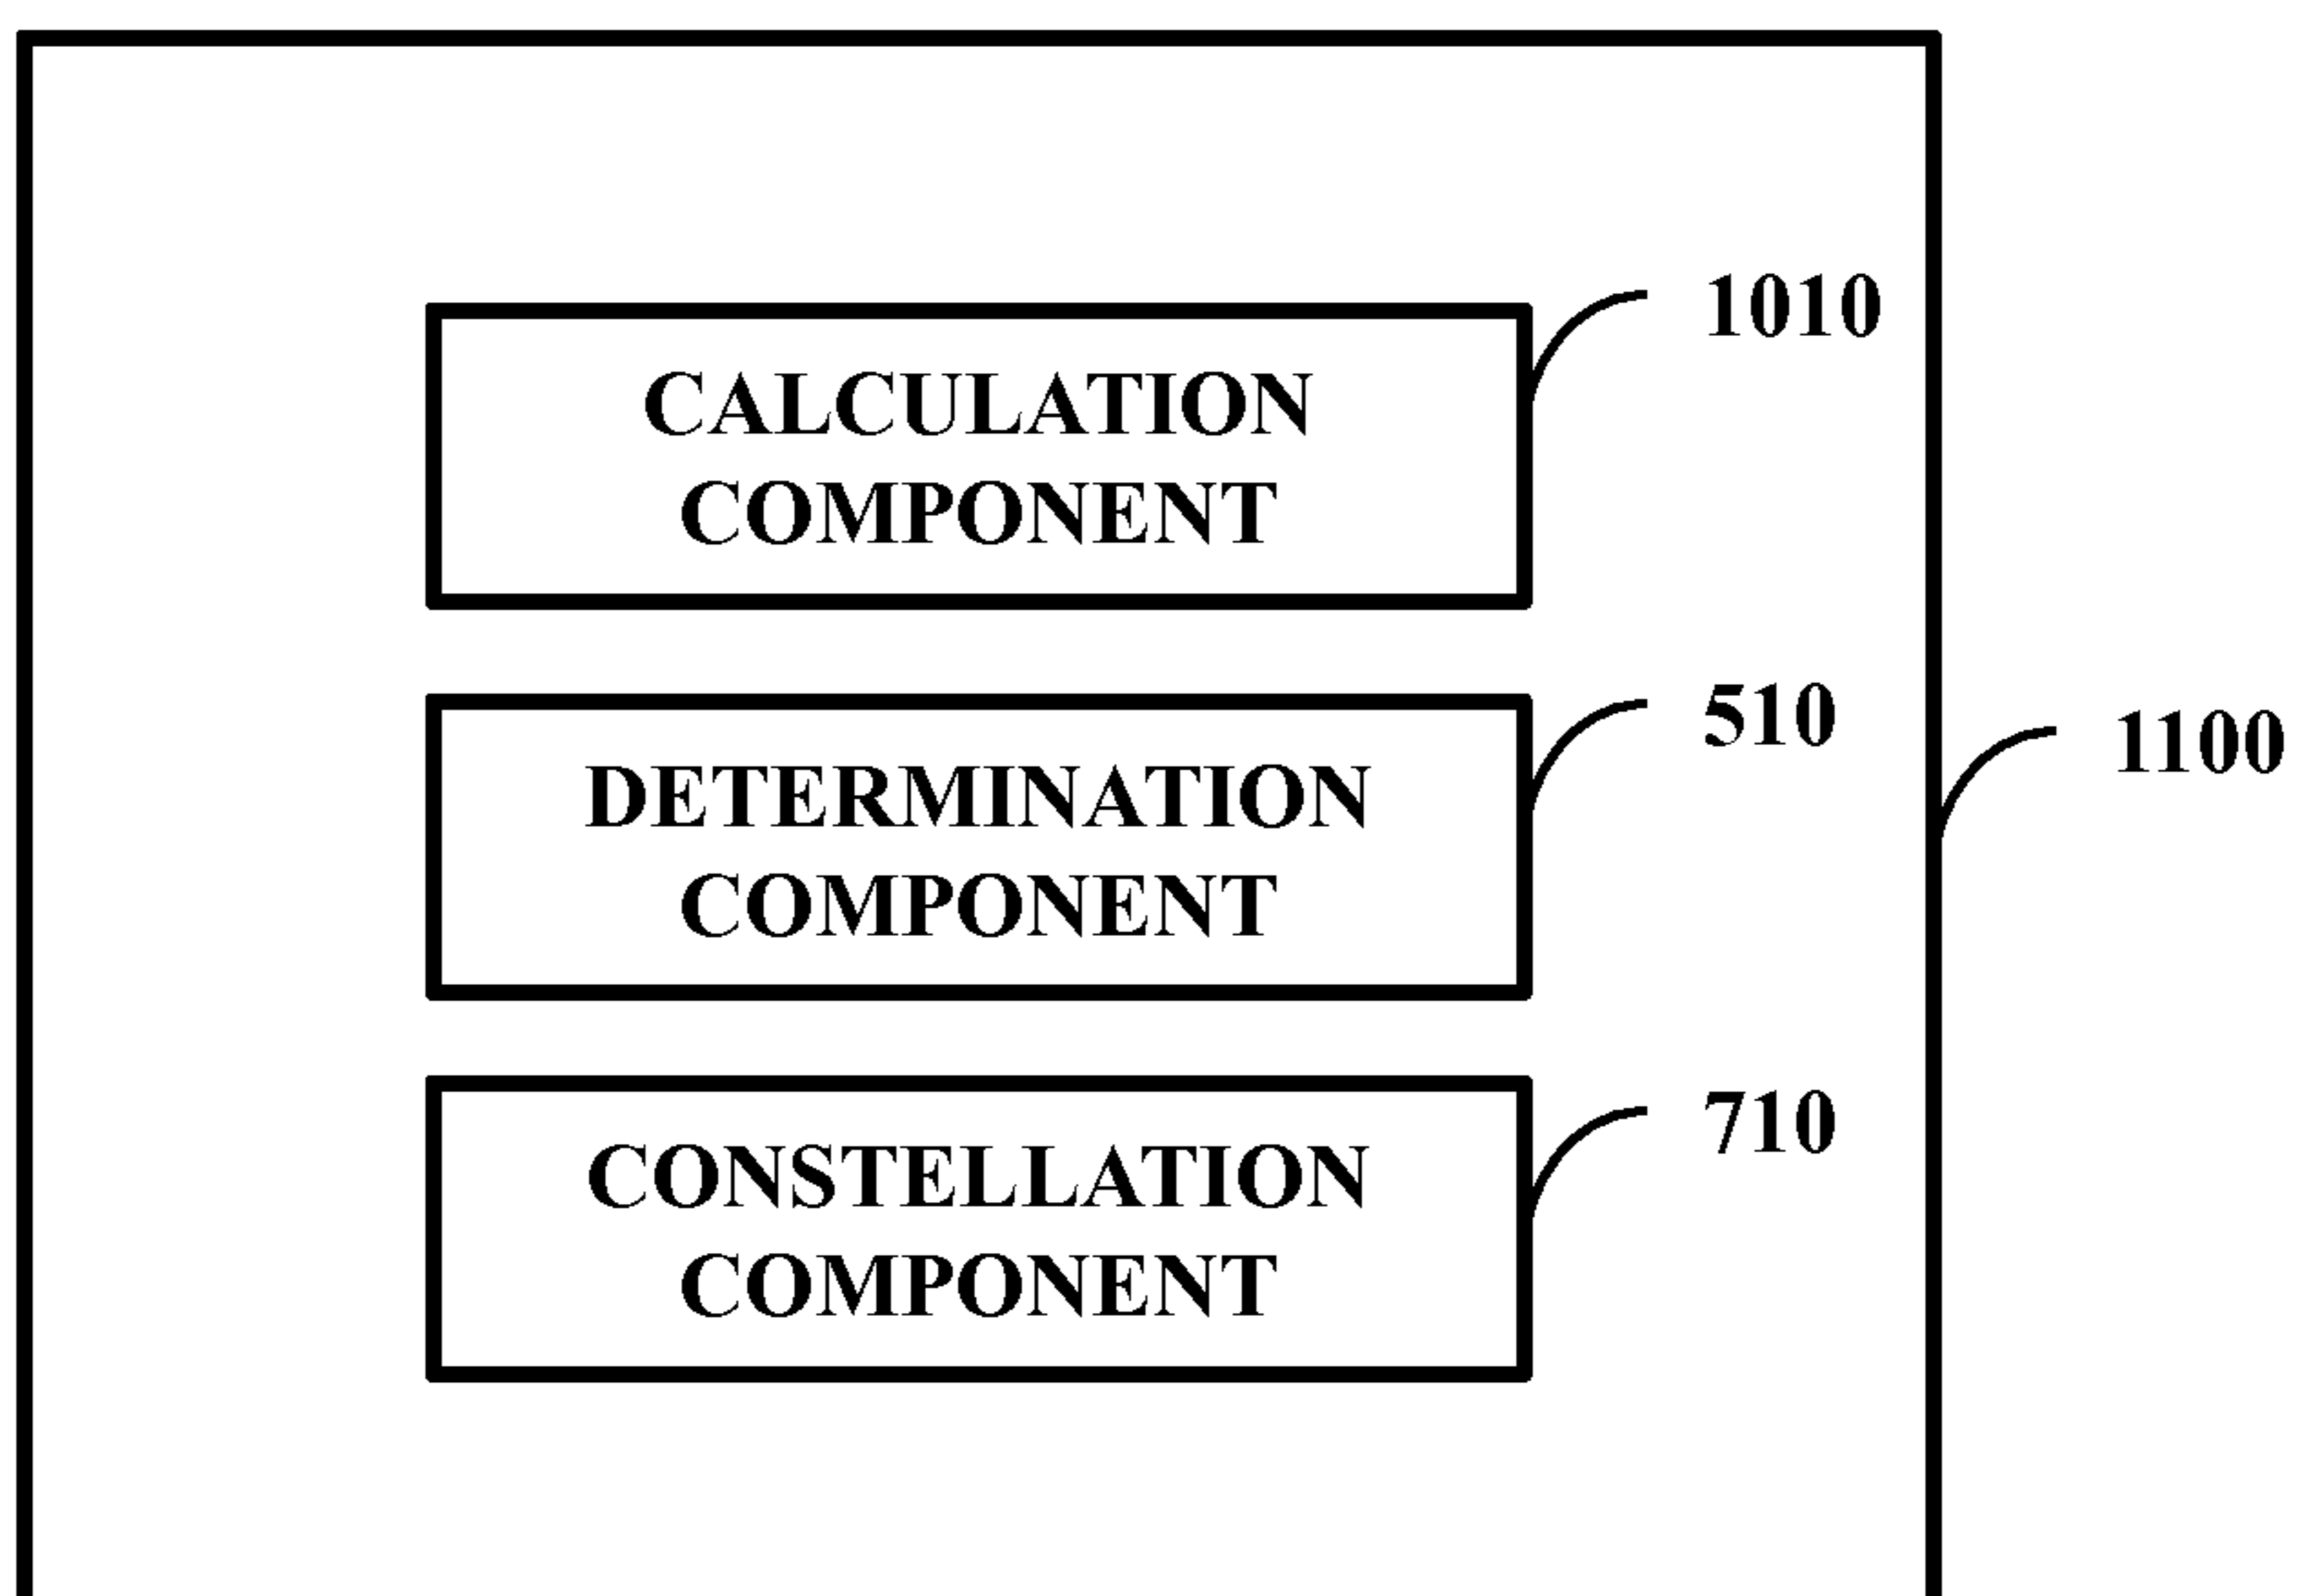 1010
CALCULATION
COMPONENT
510
1100
DETERMINATION
COMPONENT
710
CONSTELLATION
COMPONENT